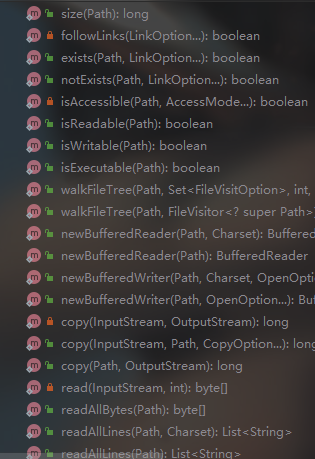 size(Path): long
followLinks(LinkOption...): boolean
exists(Path, LinkOption...): boolean
notExists(Path, LinkOption...): boolean
isAccessible(Path, AccessMode...): boolean
isReadable(Path): boolean
isWritable(Path): boolean
isExecutable(Path): boolean
walkFileTree(Path, Set<FileVisitOption>, int,
walkFileTree(Path, FileVisitor<? super Path>
newBufferedReader(Path, Charset): Buffered
newBufferedReader(Path): BufferedReader
newBufferedWriter(Path, Charset, OpenOptio
newBufferedWriter(Path, OpenOption...): Buf
copy(InputStream, OutputStream): long
copy(InputStream, Path, CopyOption...): long
copy(Path, OutputStream): long
read(InputStream, int): byte[]
readAllBytes(Path): byte[]
readAllLines(Path, Charset): List<String>
readAllLines(Path): List<String>